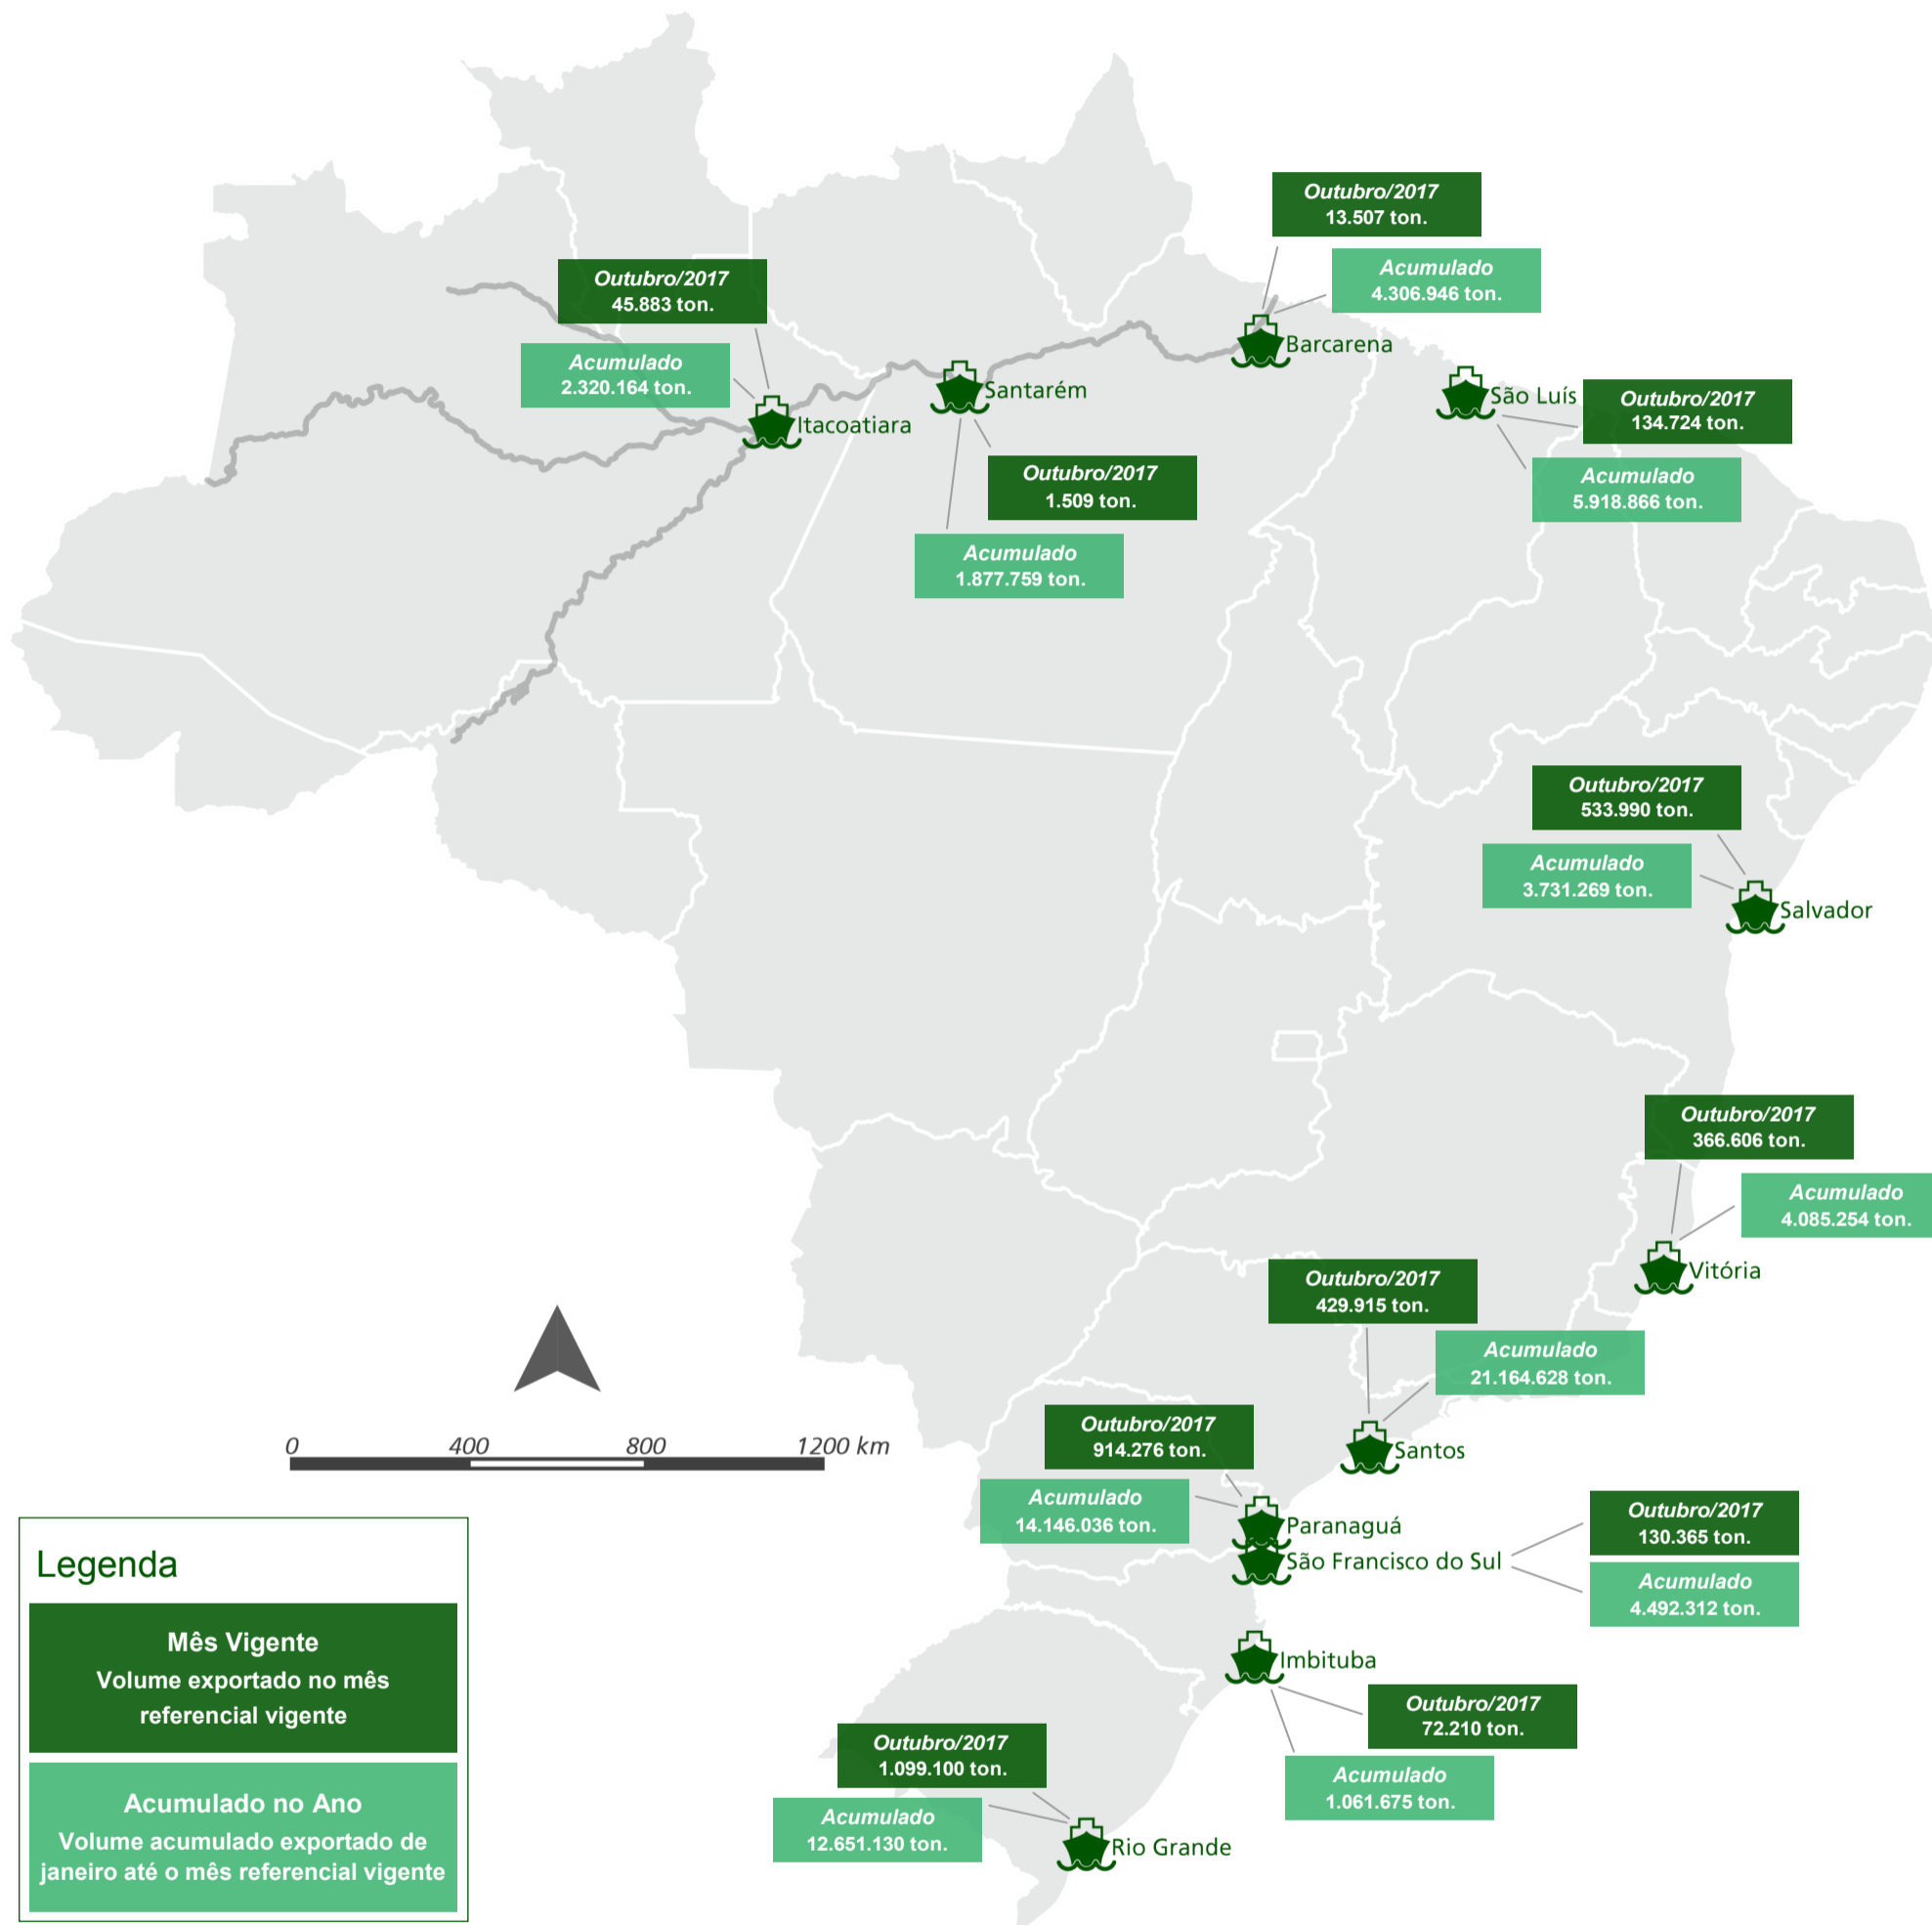 Outubro/2017
13.507 ton.
Acumulado
4.306.946 ton.
Barcarena
Outubro/2017
45.883 ton.
Acumulado
2.320.164 ton.
Itacoatiara
Santarém
Outubro/2017
1.509 ton.
Acumulado
1.877.759 ton.
São Luís
Outubro/2017
134.724 ton.
Acumulado
5.918.866 ton.
Outubro/2017
533.990 ton.
Acumulado
3.731.269 ton.
Salvador
Outubro/2017
366.606 ton.
Acumulado
4.085.254 ton.
Vitória
Outubro/2017
429.915 ton.
Acumulado
21.164.628 ton.
Santos
Outubro/2017
914.276 ton.
Acumulado
14.146.036 ton.
Paranaguá
São Francisco do Sul
Outubro/2017
130.365 ton.
Acumulado
4.492.312 ton.
Imbituba
Outubro/2017
72.210 ton.
Acumulado
1.061.675 ton.
Outubro/2017
1.099.100 ton.
Acumulado
12.651.130 ton.
Rio Grande
0 400 800 1200 km
Legenda
Mês Vigente
Volume exportado no mês
referencial vigente
Acumulado no Ano
Volume acumulado exportado de
janeiro até o mês referencial vigente